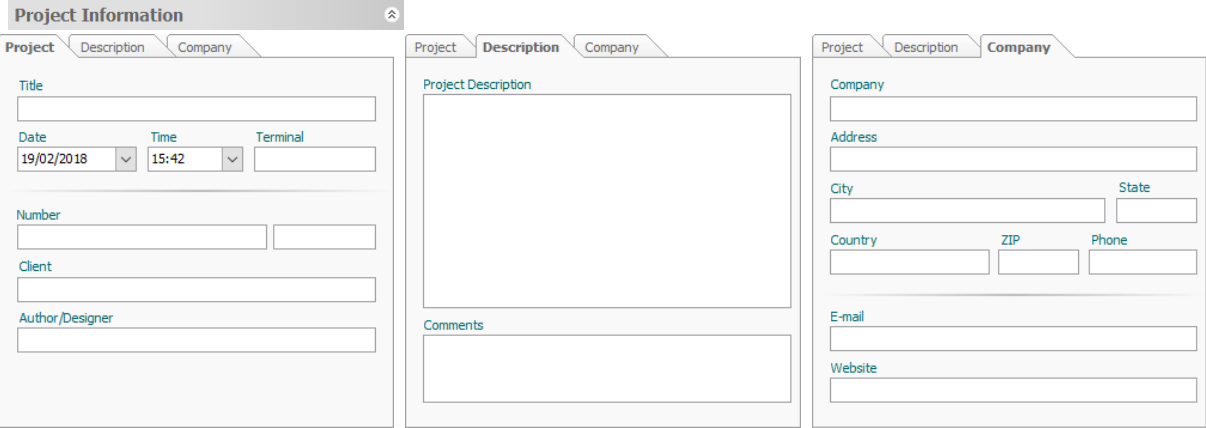 Project Information
Project Description Company
Title
Date Time Terminal
19/02/2018 15:42
Number
Client
Author/Designer
Project Description Company
Project Description
Comments
Project Description Company
Company
Address
City State
Country ZIP Phone
E-mail
Website